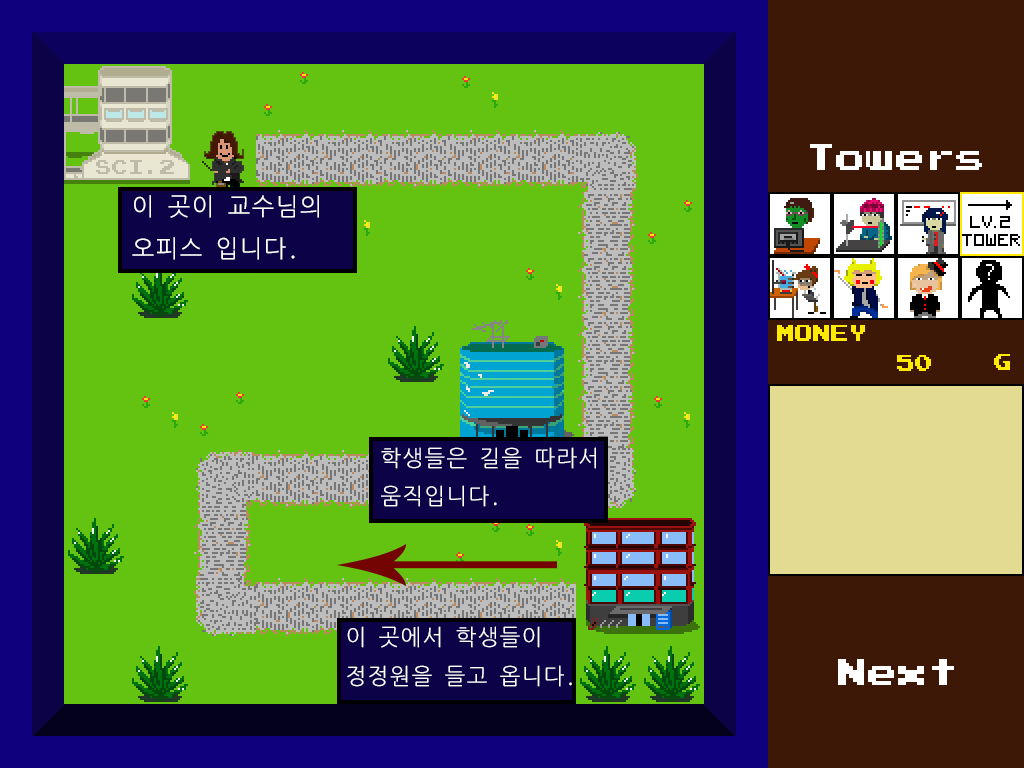 SCI.2
이 곳이 교수님의
오피스 입니다.
학생들은 길을 따라서
움직입니다.
이 곳에서 학생들이
정정원을 들고 옵니다.
Towers
LV.2
TOWER
?
MONEY
50 G
Next